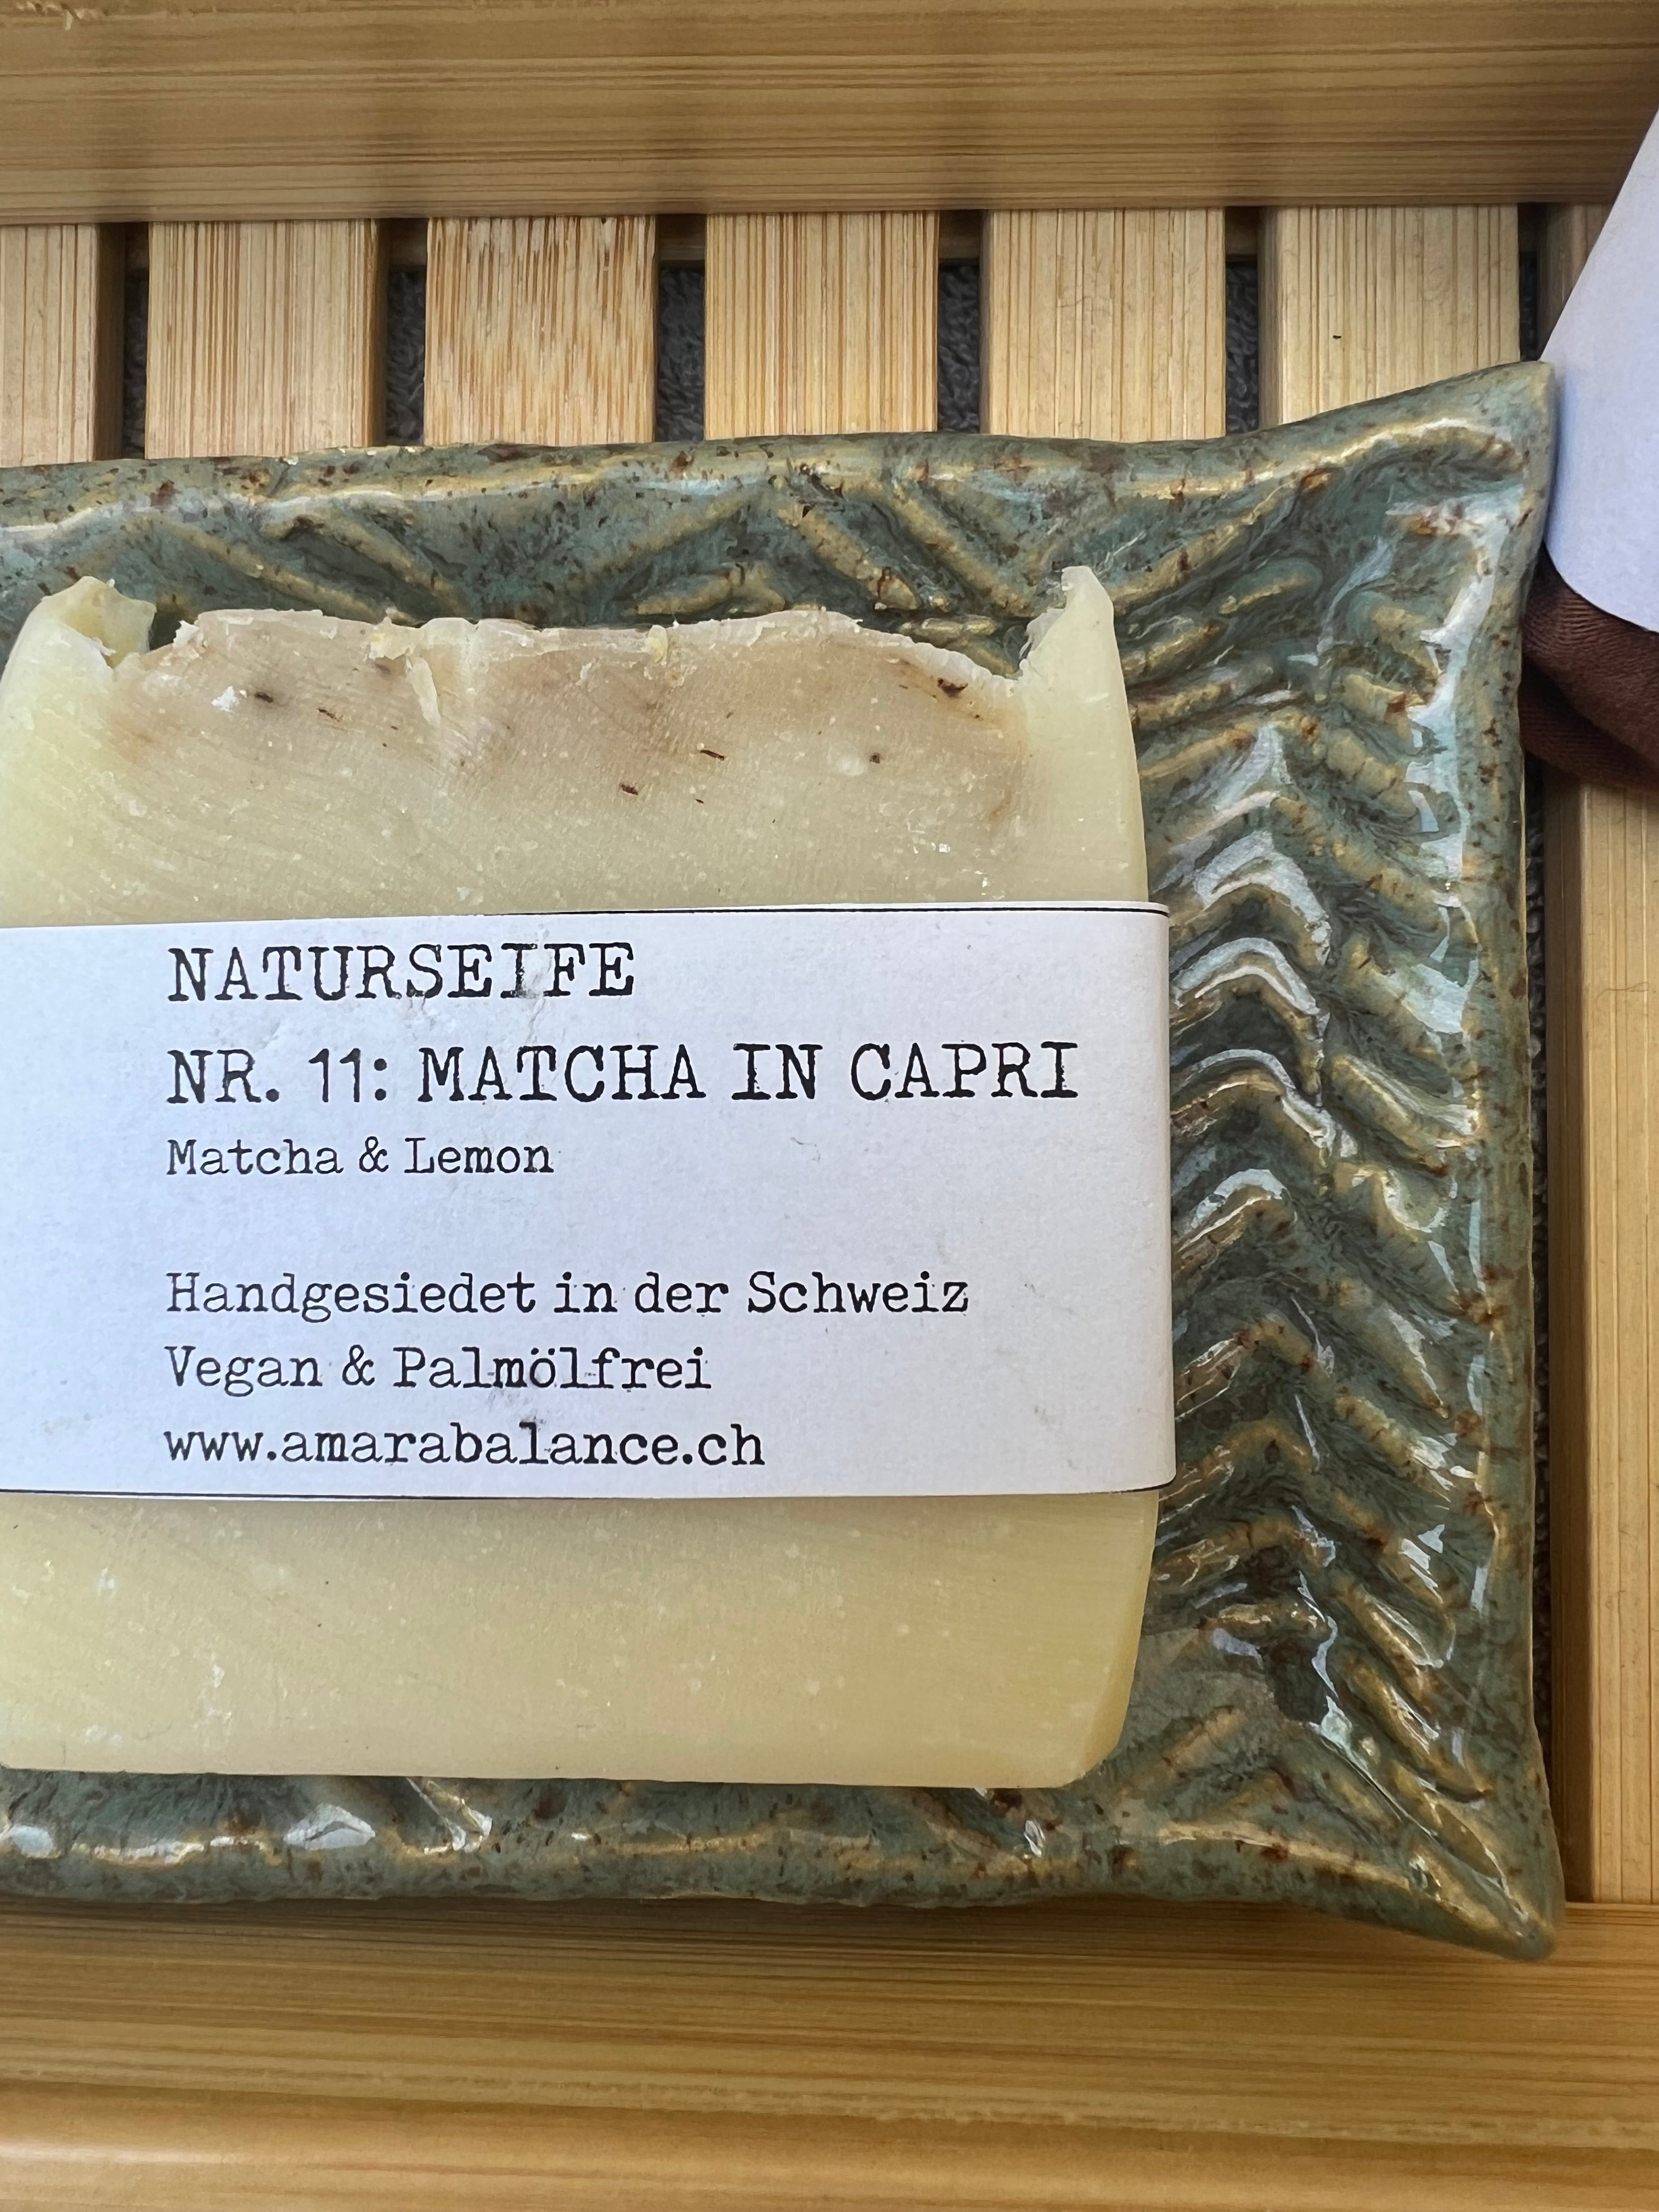 NATURSEIFE
NR. 11: MATCHA IN CAPRI
Matcha & Lemon
Handgesiedet in der Schweiz
Vegan & Palmölfrei
www.amarabalance.ch